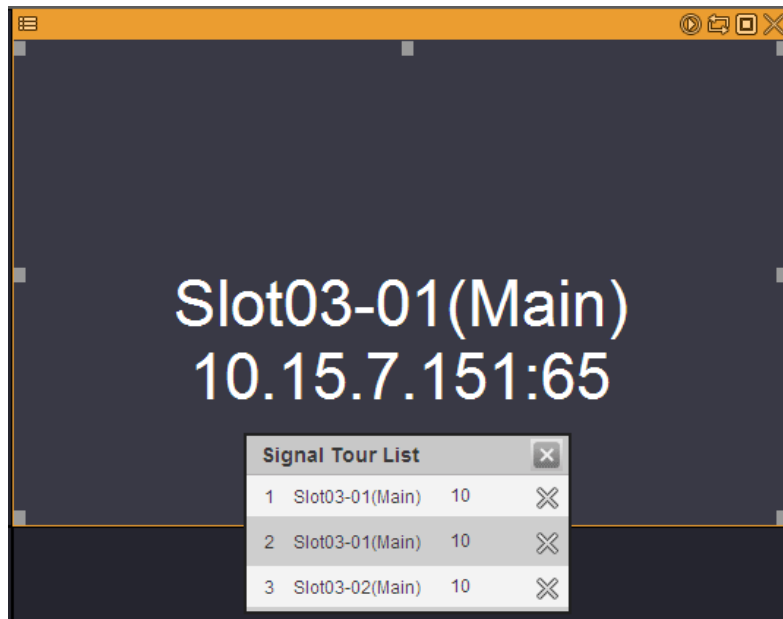 Slot03-01(Main)
10.15.7.151:65
Signal Tour List
1 Slot03-01(Main) 10
2 Slot03-01(Main) 10
3 Slot03-02(Main) 10